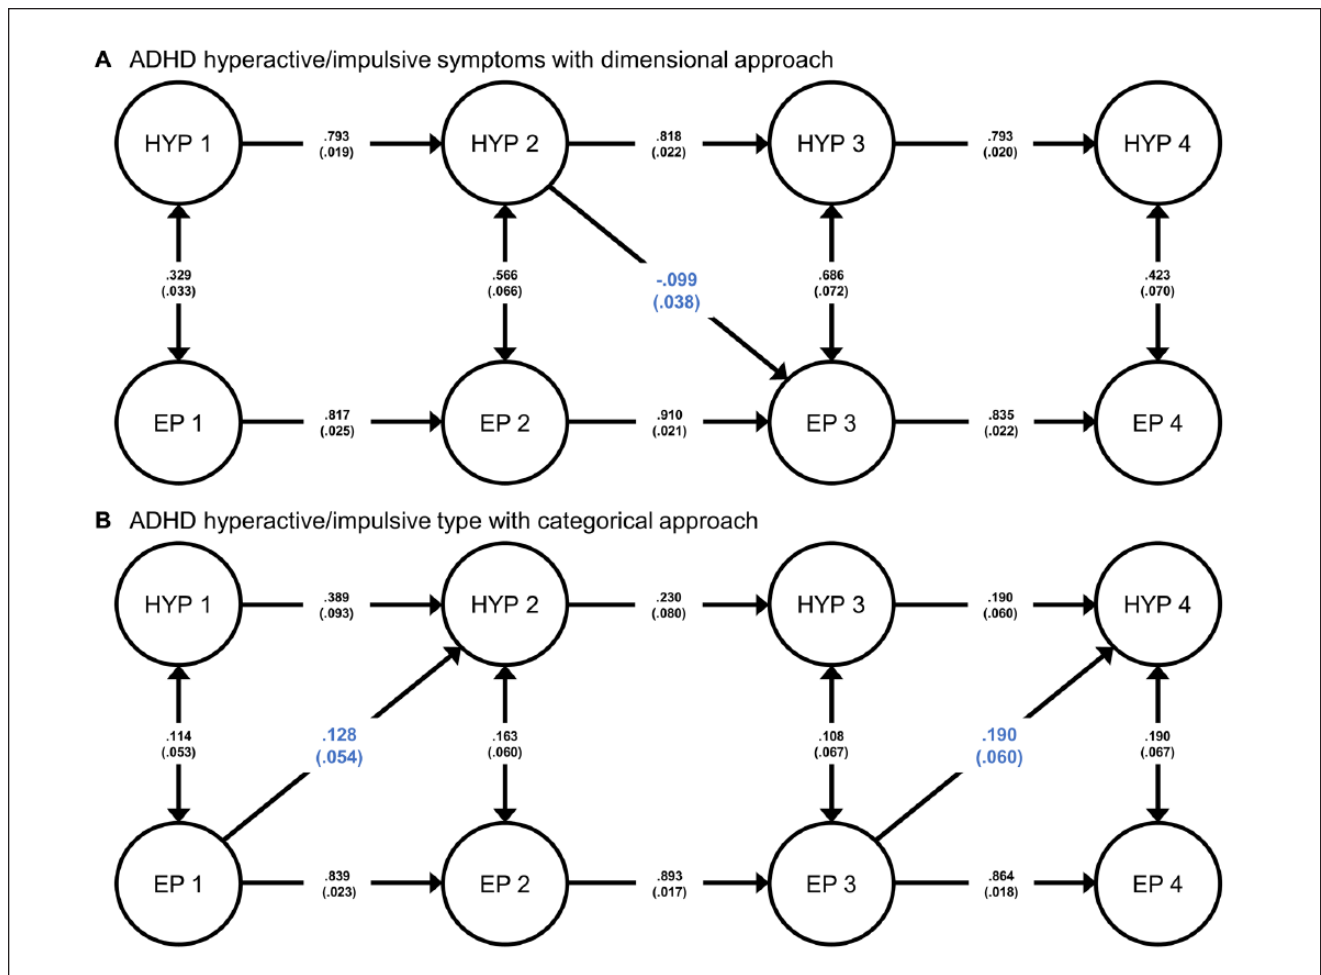 A ADHD hyperactive/impulsive symptoms with dimensional approach
HYP 1
.793
(.019)
HYP 2
.818
(.022)
HYP 3
.793
(.020)
HYP 4
.329
(.033)
.566
(.066)
-.099
(.038)
.686
(.072)
.423
(.070)
EP 1
.817
(.025)
EP 2
.910
(.021)
EP 3
.835
(.022)
EP 4
B ADHD hyperactive/impulsive type with categorical approach
HYP 1
.389
(.093)
HYP 2
.230
(.080)
HYP 3
.190
(.060)
HYP 4
.114
(.053)
.128
(.054)
.163
(.060)
.108
(.067)
.190
(.060)
.190
(.067)
EP 1
.839
(.023)
EP 2
.893
(.017)
EP 3
.864
(.018)
EP 4